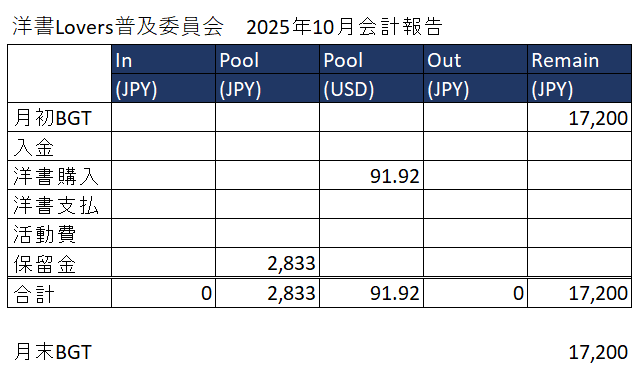 洋書Lovers普及委員会 2025年10月会計報告
In Pool Pool Out Remain
(JPY) (JPY) (USD) (JPY) (JPY)
月初BGT 17,200
入金
洋書購入 91.92
洋書支払
活動費
保留金 2,833
合計 0 2,833 91.92 0 17,200
月末BGT 17,200